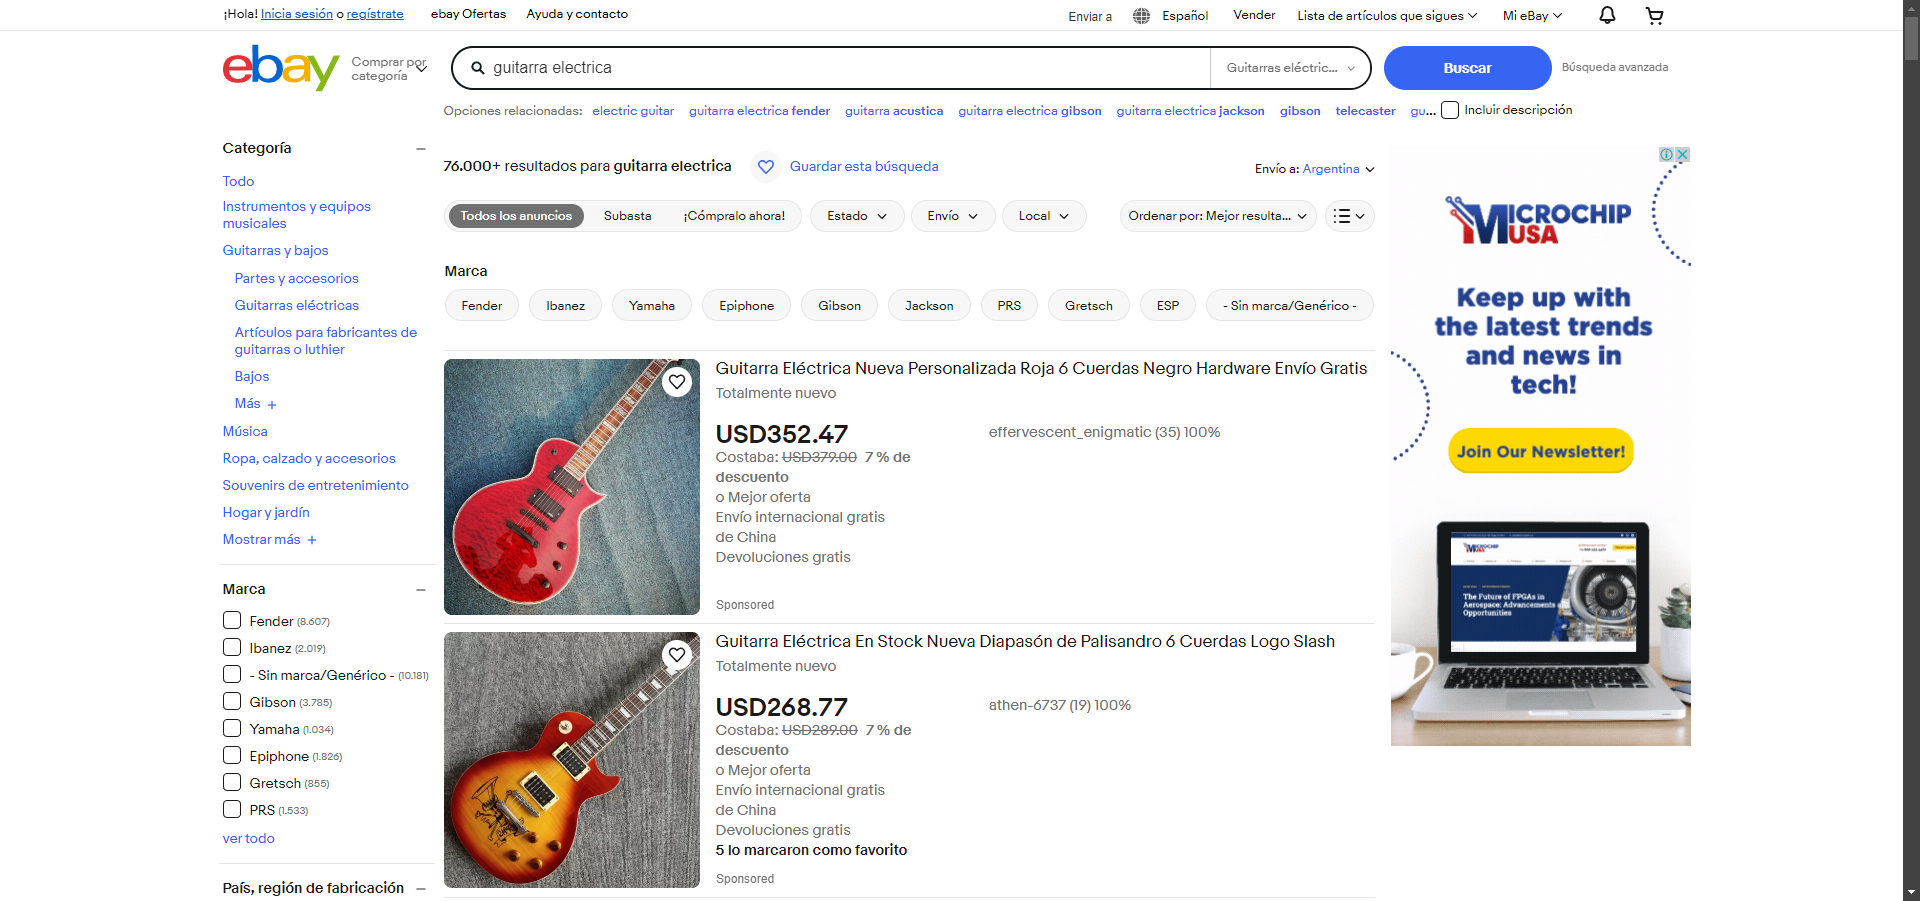 ¡Hola! Inicia sesión o regístrate
ebay Ofertas
Ayuda y contacto
Enviar a
Español
Vender
Lista de artículos que sigues
Mi eBay
ebay
Comprar por
categoría
guitarra electrica
Guitarras eléctric...
Buscar
Búsqueda avanzada
Opciones relacionadas:
electric guitar
guitarra electrica fender
guitarra acustica
guitarra electrica gibson
guitarra electrica jackson
gibson
telecaster
gu...
Incluir descripción
Categoría
Todo
Instrumentos y equipos
musicales
Guitarras y bajos
Partes y accesorios
Guitarras eléctricas
Artículos para fabricantes de
guitarras o luthier
Bajos
Más +
Música
Ropa, calzado y accesorios
Souvenirs de entretenimiento
Hogar y jardín
Mostrar más +
Marca
Fender (8.607)
Ibanez (2.019)
- Sin marca/Genérico - (10.181)
Gibson (3.785)
Yamaha (1.034)
Epiphone (1.826)
Gretsch (855)
PRS (1.533)
ver todo
País, región de fabricación
76.000+ resultados para guitarra electrica
Guardar esta búsqueda
Envío a: Argentina
Todos los anuncios
Subasta
¡Cómpralo ahora!
Estado
Envío
Local
Ordenar por: Mejor resulta...
Marca
Fender
Ibanez
Yamaha
Epiphone
Gibson
Jackson
PRS
Gretsch
ESP
- Sin marca/Genérico -
Guitarra Eléctrica Nueva Personalizada Roja 6 Cuerdas Negro Hardware Envío Gratis
Totalmente nuevo
USD352.47
Costaba: USD379.00 7 % de
descuento
o Mejor oferta
Envío internacional gratis
de China
Devoluciones gratis
effervescent_enigmatic (35) 100%
Sponsored
Guitarra Eléctrica En Stock Nueva Diapasón de Palisandro 6 Cuerdas Logo Slash
Totalmente nuevo
USD268.77
Costaba: USD289.00 7 % de
descuento
o Mejor oferta
Envío internacional gratis
de China
Devoluciones gratis
5 lo marcaron como favorito
athen-6737 (19) 100%
Sponsored
MICROCHIP
USA
Keep up with
the latest trends
and news in
tech!
Join Our Newsletter!
MICROCHIP
USA
The Future of FPGAs in
Aerospace: Advancements
Opportunities